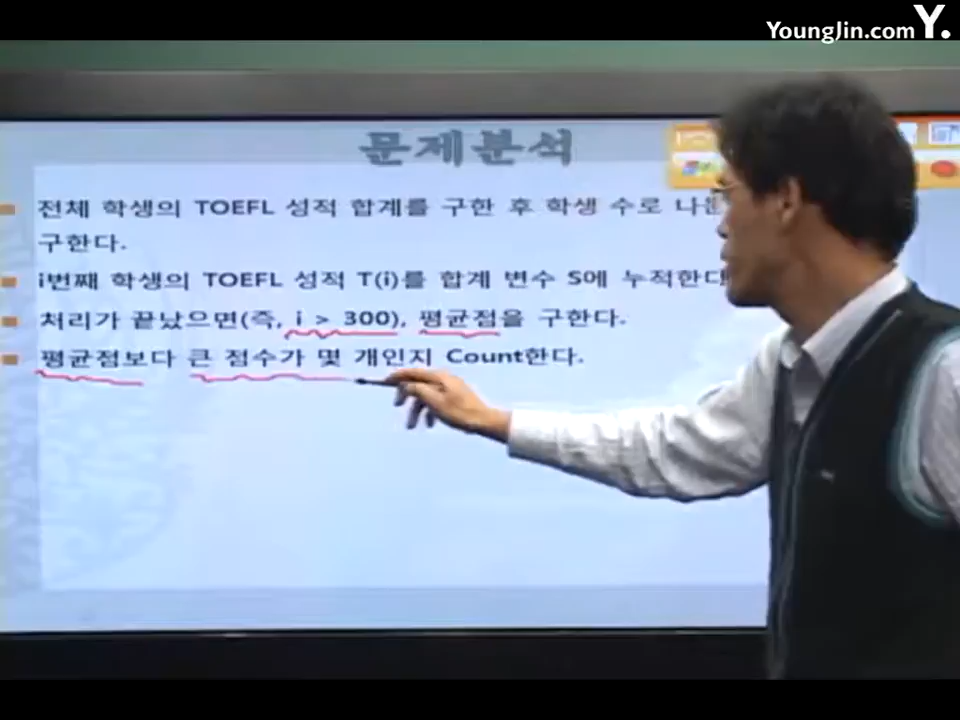 YoungJin.com Y.
문제분석
전체 학생의 TOEFL 성적 합계를 구한 후 학생 수로
구한다.
i번째 학생의 TOEFL 성적 T(i)를 합계 변수 S에 누적한다
처리가 끝났으면(즉, i > 300), 평균점을 구한다.
평균점보다 큰 점수가 몇 개인지 Count한다.